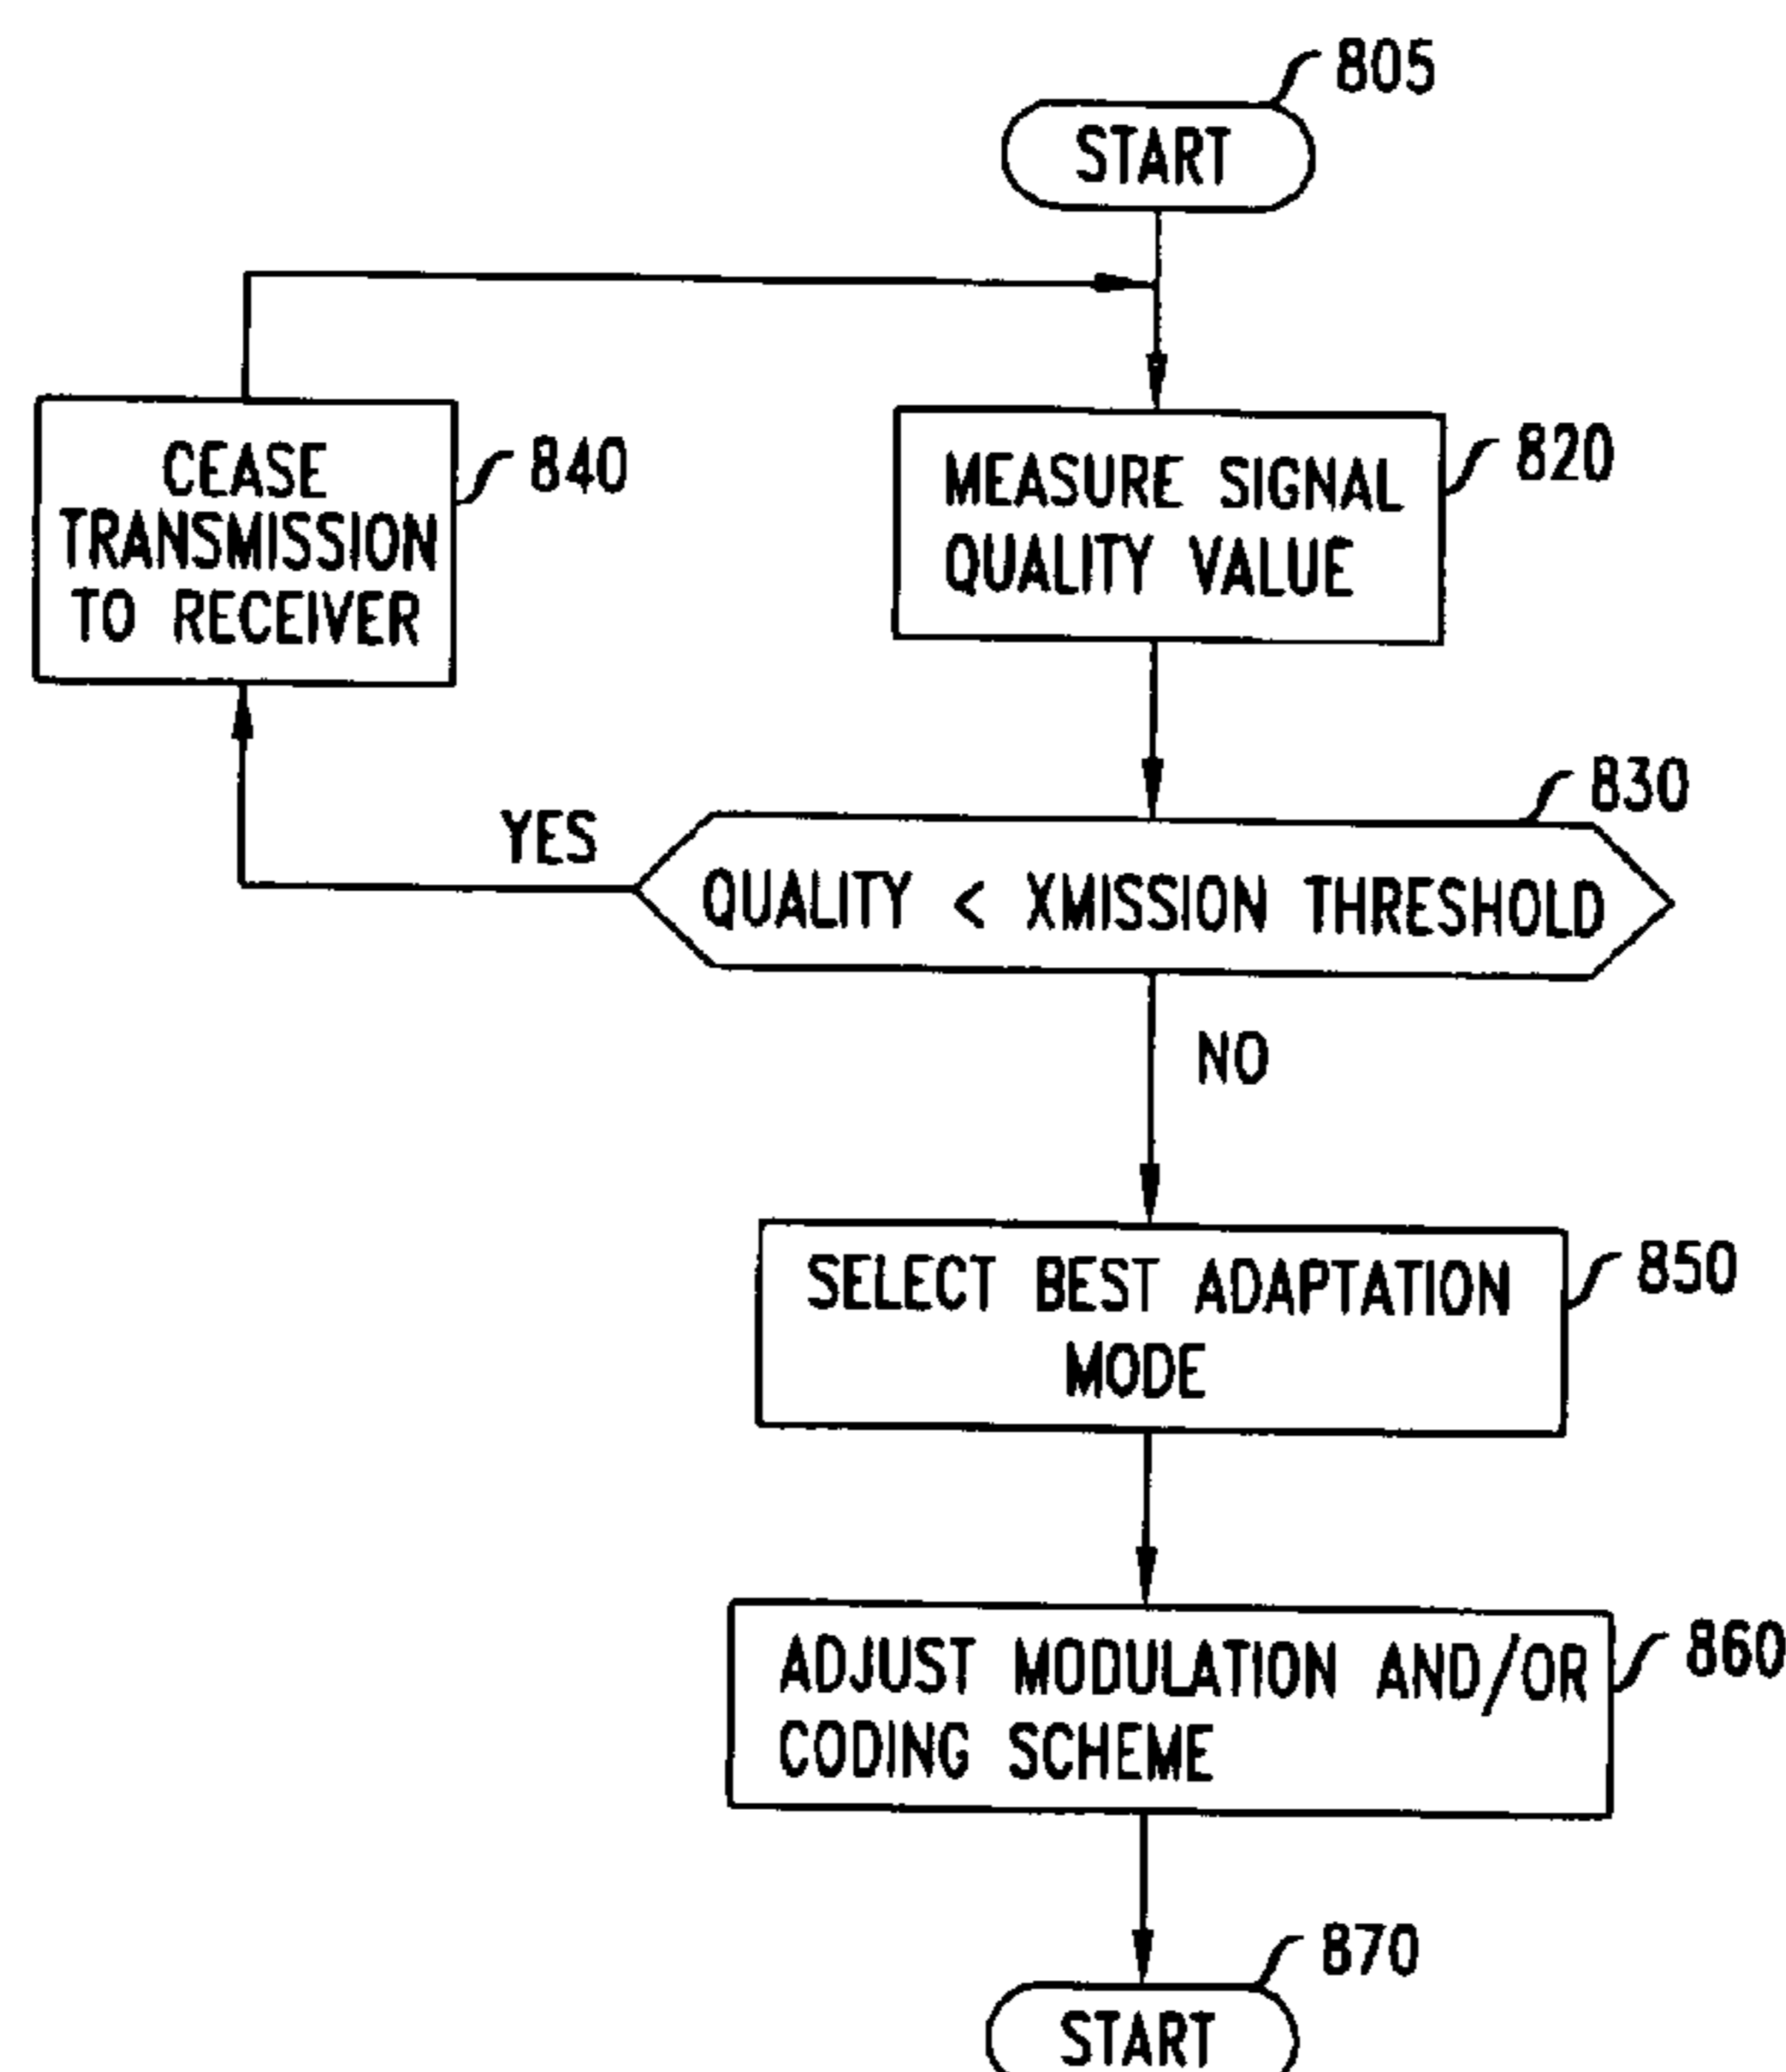 805
START
CEASE
TRANSMISSION
TO RECEIVER
840
MEASURE SIGNAL
QUALITY VALUE
820
YES
830
QUALITY < XMISSION THRESHOLD
NO
SELECT BEST ADAPTATION
MODE
850
ADJUST MODULATION AND/OR
CODING SCHEME
860
870
START